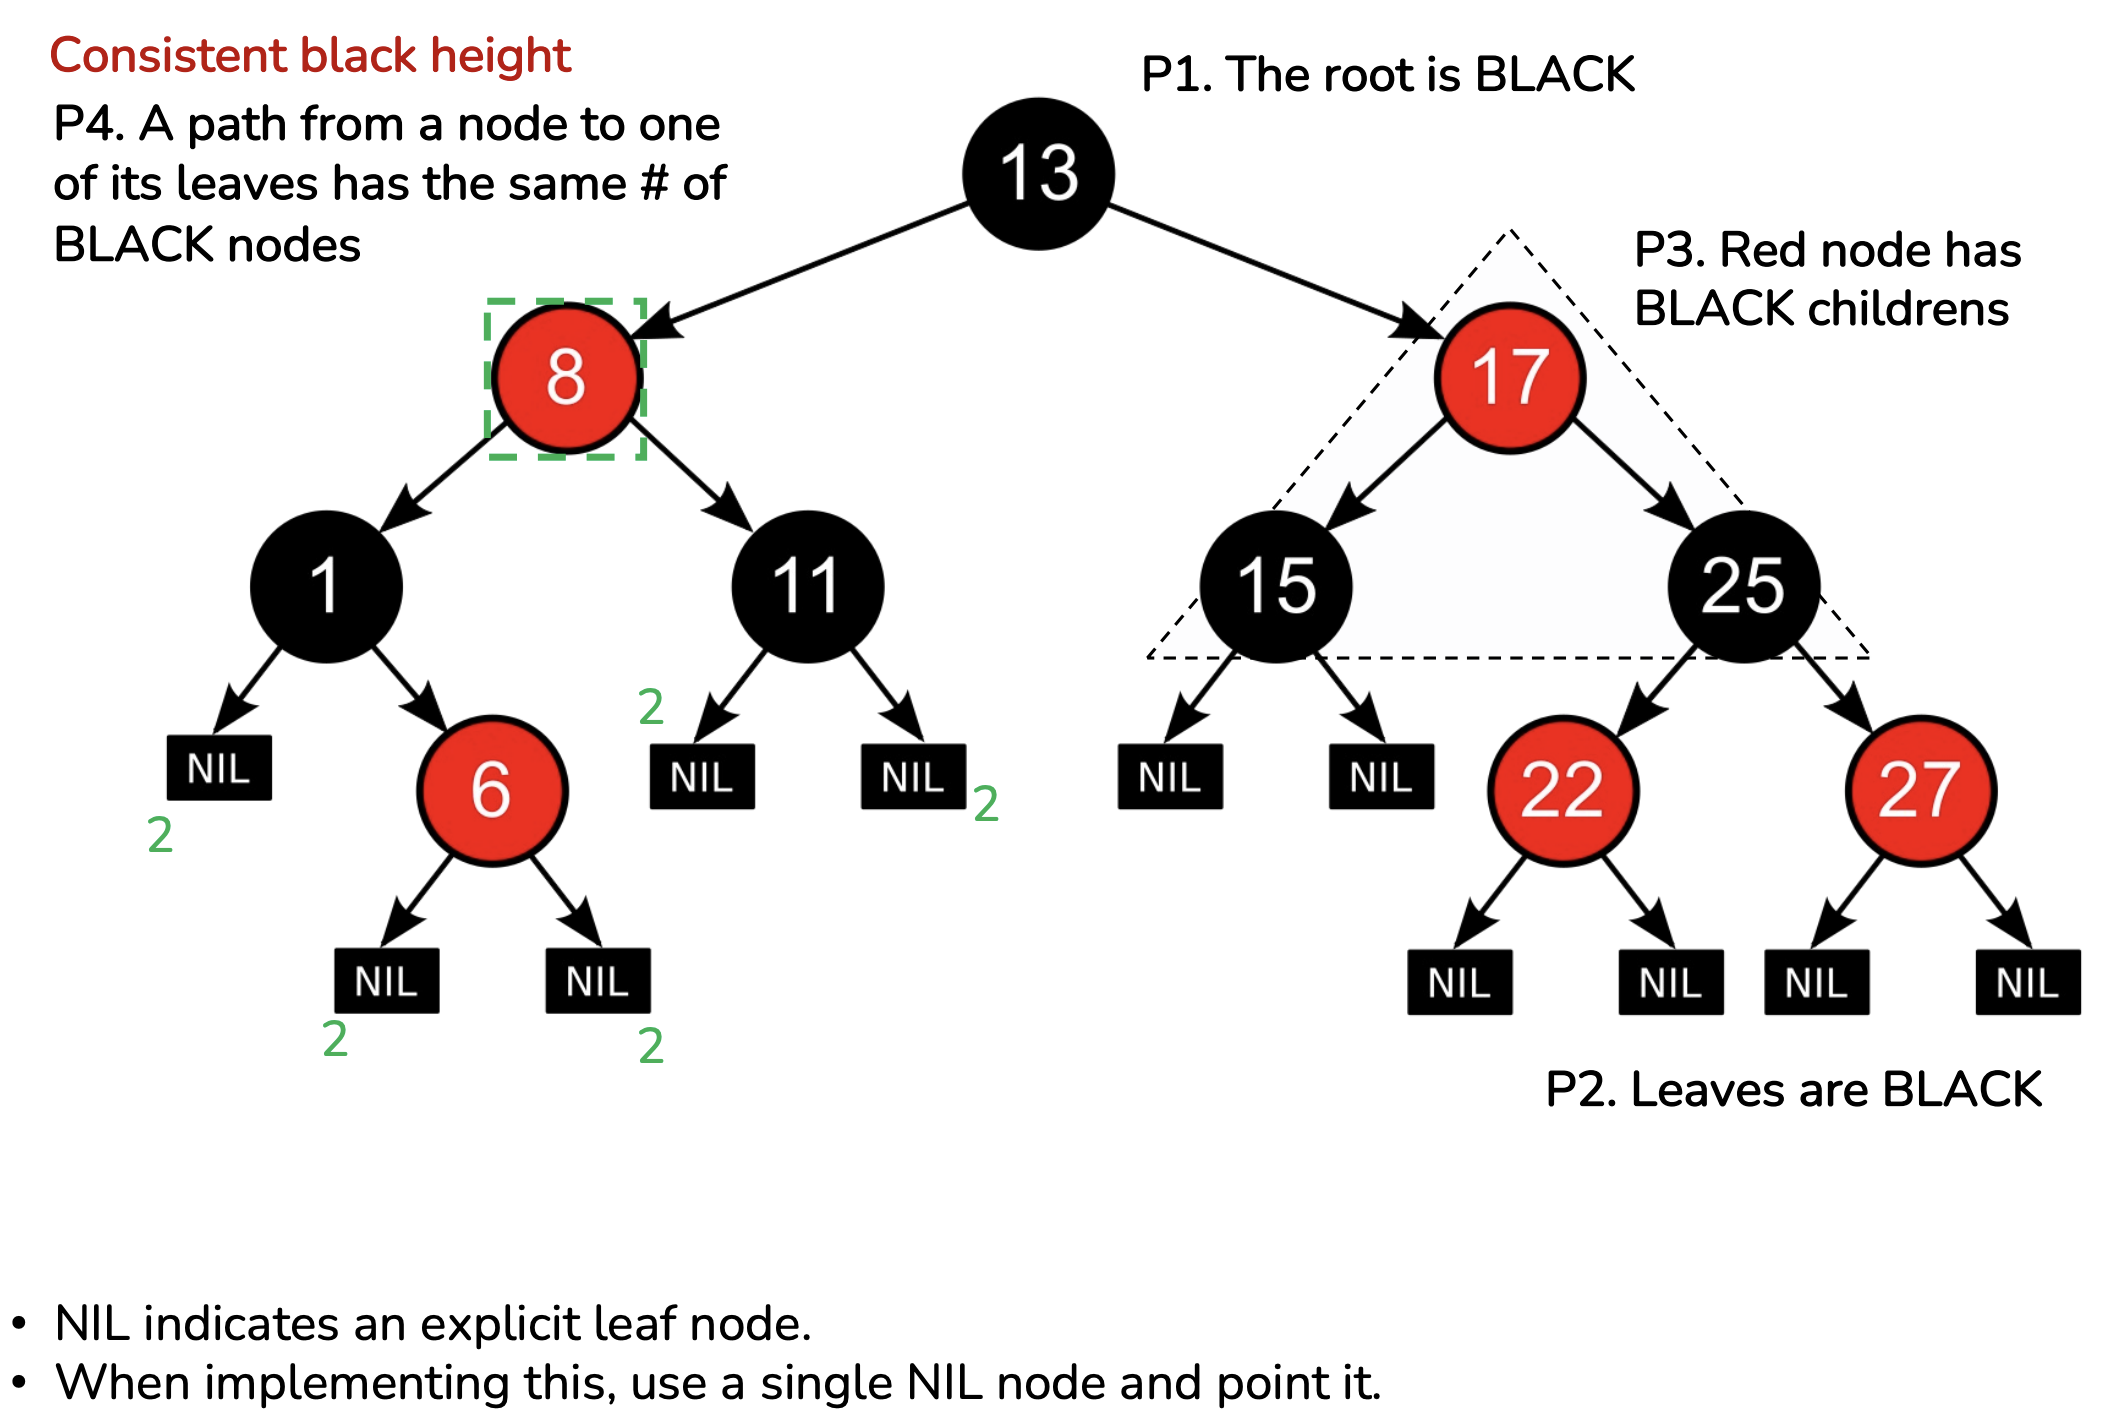 Consistent black height
P4. A path from a node to one
of its leaves has the same # of
BLACK nodes
P1. The root is BLACK
13
P3. Red node has
BLACK childrens
8
17
1
11
15
25
2
NIL
6
NIL
NIL
2
NIL
NIL
22
27
2
NIL
NIL
NIL
NIL
NIL
NIL
2
2
P2. Leaves are BLACK
• NIL indicates an explicit leaf node.
• When implementing this, use a single NIL node and point it.